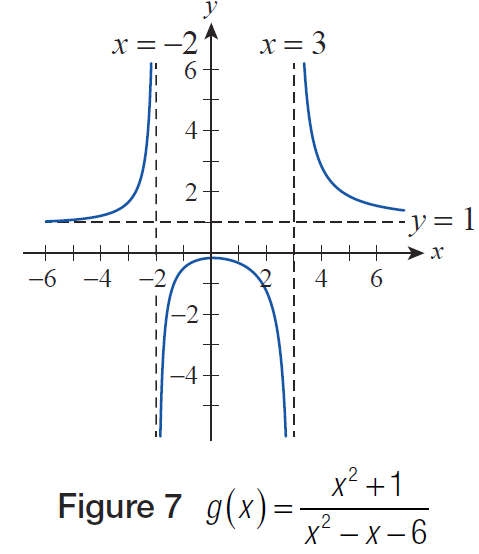 y
x = −2
x = 3
6
4
2
y = 1
x
−6 −4 −2 2 4 6
−2
−4
Figure 7 g(x) = (x² + 1)/(x² − x − 6)